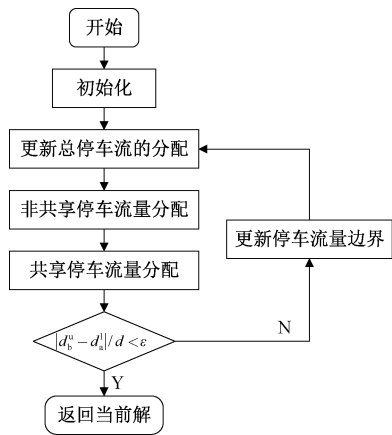 开始
初始化
更新总停车流的分配
非共享停车流量分配
更新停车流量边界
共享停车流量分配
|d_b^u − d_a^l| / d < ε
N
Y
返回当前解